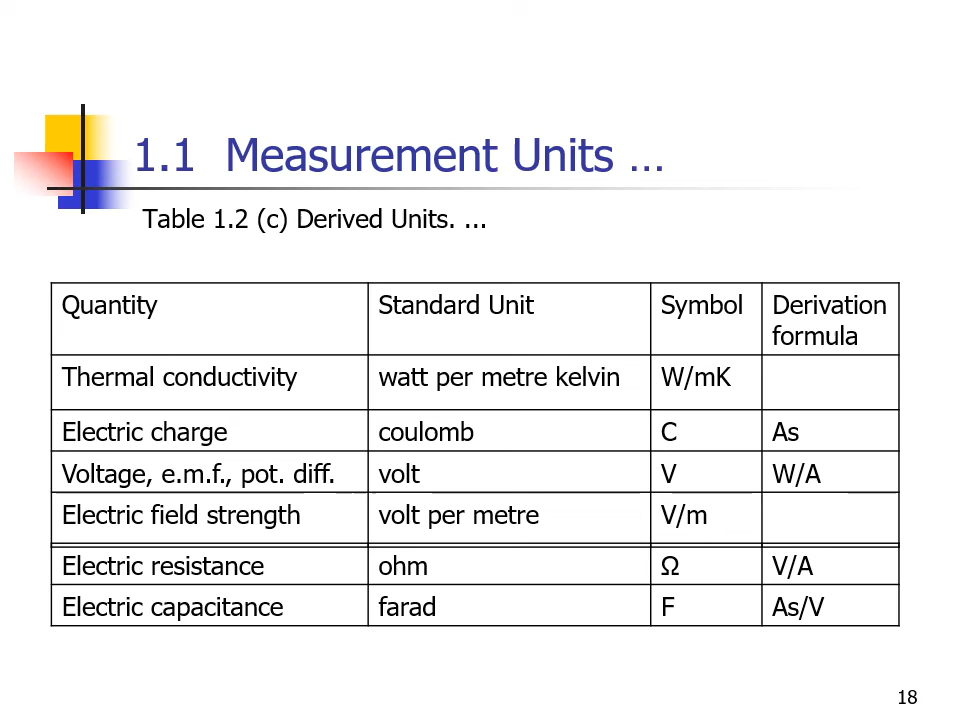 1.1 Measurement Units …
Table 1.2 (c) Derived Units. ...
Quantity Standard Unit Symbol Derivation
formula
Thermal conductivity watt per metre kelvin W/mK
Electric charge coulomb C As
Voltage, e.m.f., pot. diff. volt V W/A
Electric field strength volt per metre V/m
Electric resistance ohm Ω V/A
Electric capacitance farad F As/V
18